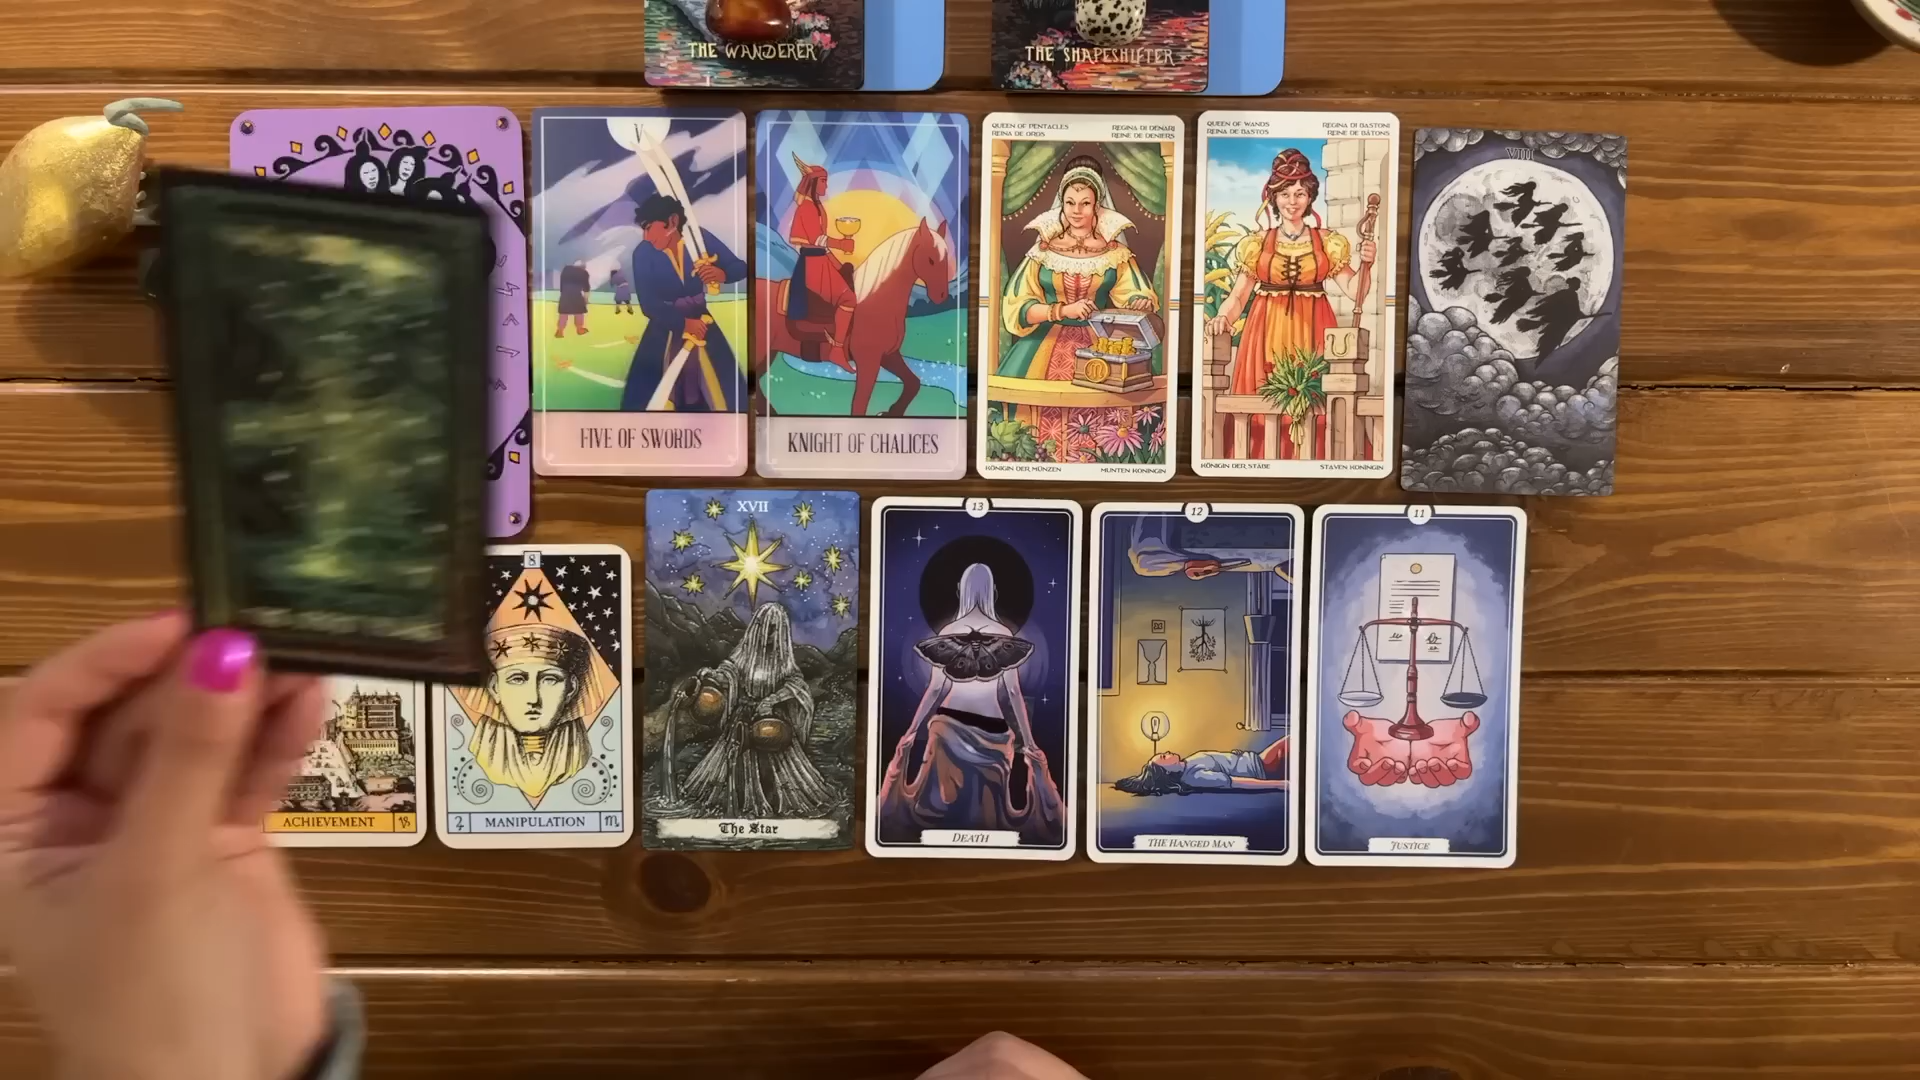 THE WANDERER
THE SHAPESHIFTER
V
FIVE OF SWORDS
KNIGHT OF CHALICES
QUEEN OF PENTACLES
REINA DE OROS
REGINA DI DENARI
REINE DE DENIERS
KÖNIGIN DER MÜNZEN
MUNTEN KONINGIN
QUEEN OF WANDS
REINA DE BASTOS
REGINA DI BASTONI
REINE DE BÂTONS
KÖNIGIN DER STÄBE
STAVEN KONINGIN
VIII
ACHIEVEMENT
8
MANIPULATION
XVII
The Star
13
DEATH
12
THE HANGED MAN
11
JUSTICE